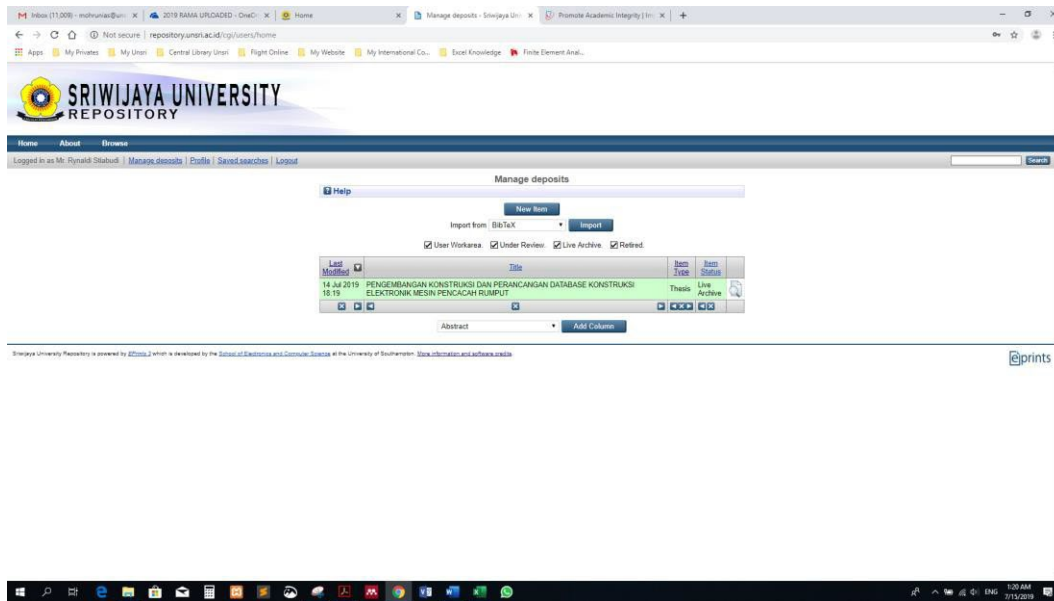 Inbox (11,008) - mohruniac@un
2019 RAMA UPLOADED - OneD
Home
Manage deposits - Sriwijaya Uni
Promote Academic Integrity | Im
Not secure | repository.unsri.ac.id/cgi/users/home
Apps My Privates My Unsri Central Library Unsri Flight Online My Website My International Co... Excel Knowledge Finite Element Anal...
SRIWIJAYA UNIVERSITY
REPOSITORY
Home About Browse
Logged in as Mr. Rynaldi Stiabudi | Manage deposits | Profile | Saved searches | Logout
Search
Manage deposits
Help
New Item
Import from BibTeX Import
User Workarea. Under Review. Live Archive. Retired.
Last Modified Title Item Type Item Status
14 Jul 2019 18:19 PENGEMBANGAN KONSTRUKSI DAN PERANCANGAN DATABASE KONSTRUKSI ELEKTRONIK MESIN PENCACAH RUMPUT Thesis Live Archive
Abstract Add Column
Sriwijaya University Repository is powered by EPrints 3 which is developed by the School of Electronics and Computer Science at the University of Southampton. More information and software credits.
eprints
ENG
1:20 AM
7/15/2019